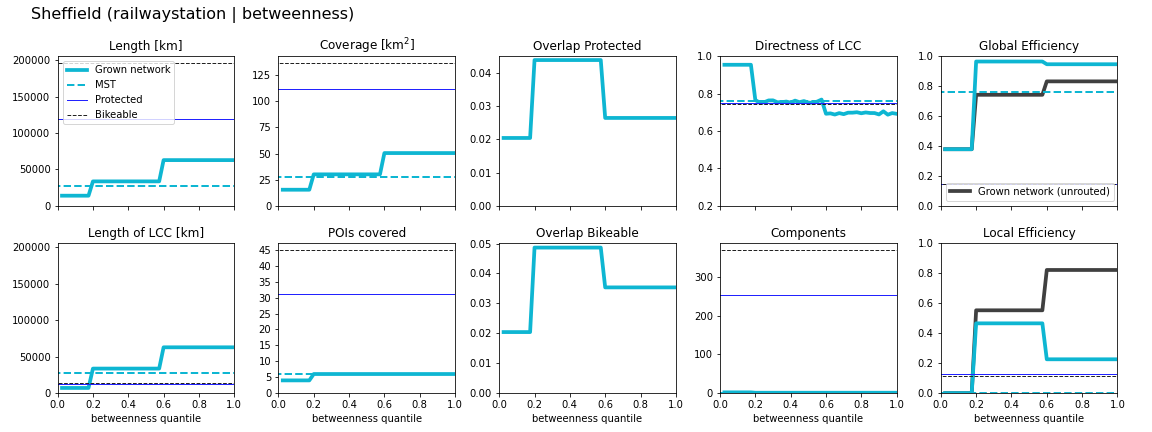 Sheffield (railwaystation | betweenness)
Length [km]
200000
150000
100000
50000
0
Grown network
MST
Protected
Bikeable
Coverage [km²]
125
100
75
50
25
0
Overlap Protected
0.04
0.03
0.02
0.01
0.00
Directness of LCC
1.0
0.8
0.6
0.4
0.2
Global Efficiency
1.0
0.8
0.6
0.4
0.2
0.0
Grown network (unrouted)
Length of LCC [km]
200000
150000
100000
50000
0
0.0 0.2 0.4 0.6 0.8 1.0
betweenness quantile
POIs covered
45
40
35
30
25
20
15
10
5
0
0.0 0.2 0.4 0.6 0.8 1.0
betweenness quantile
Overlap Bikeable
0.05
0.04
0.03
0.02
0.01
0.00
0.0 0.2 0.4 0.6 0.8 1.0
betweenness quantile
Components
300
200
100
0
0.0 0.2 0.4 0.6 0.8 1.0
betweenness quantile
Local Efficiency
1.0
0.8
0.6
0.4
0.2
0.0
0.0 0.2 0.4 0.6 0.8 1.0
betweenness quantile